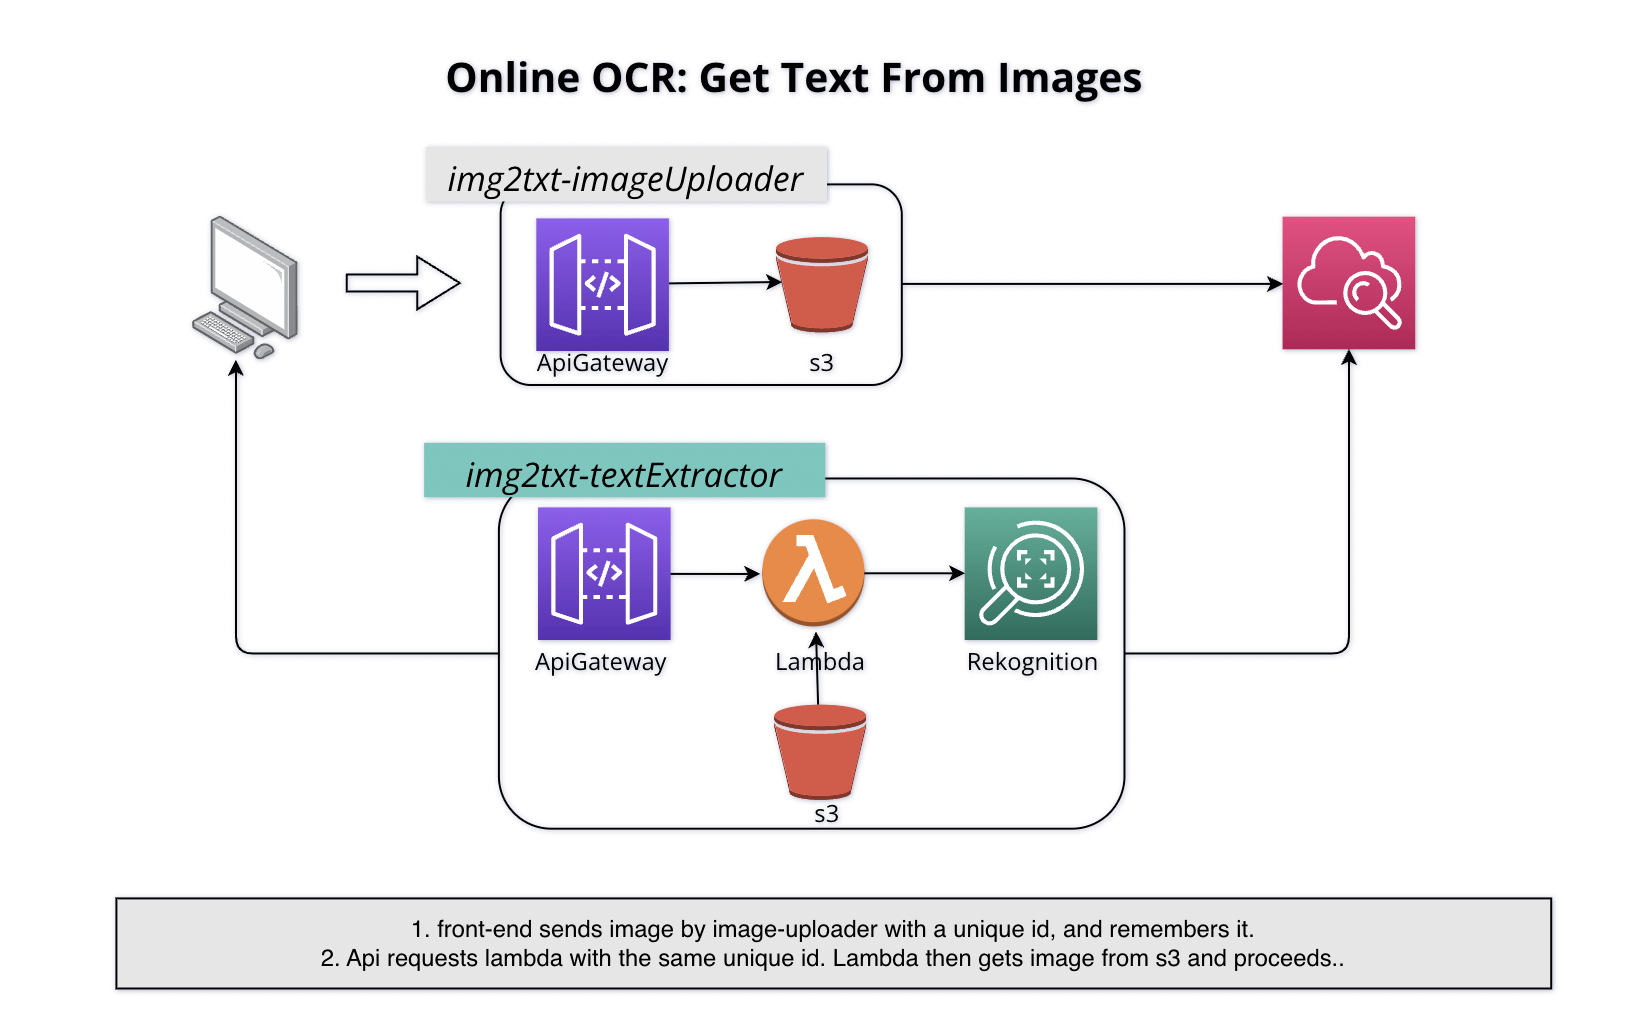 Online OCR: Get Text From Images
img2txt-imageUploader
ApiGateway
s3
img2txt-textExtractor
ApiGateway
Lambda
Rekognition
s3
1. front-end sends image by image-uploader with a unique id, and remembers it.
2. Api requests lambda with the same unique id. Lambda then gets image from s3 and proceeds..